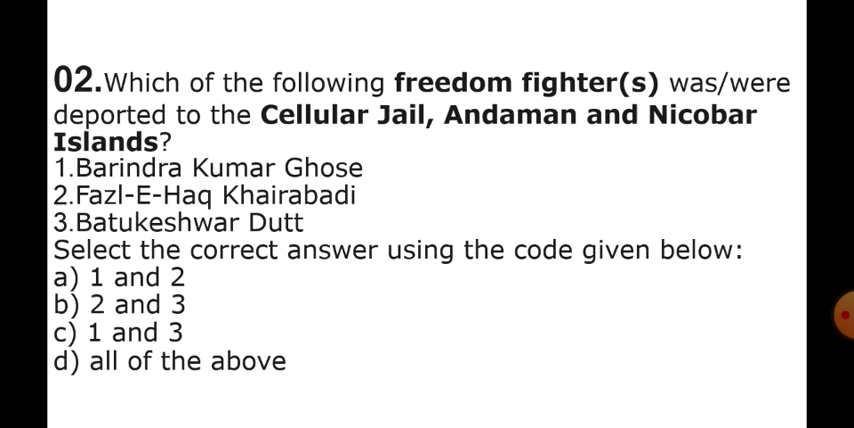 02.Which of the following freedom fighter(s) was/were
deported to the Cellular Jail, Andaman and Nicobar
Islands?
1.Barindra Kumar Ghose
2.Fazl-E-Haq Khairabadi
3.Batukeshwar Dutt
Select the correct answer using the code given below:
a) 1 and 2
b) 2 and 3
c) 1 and 3
d) all of the above